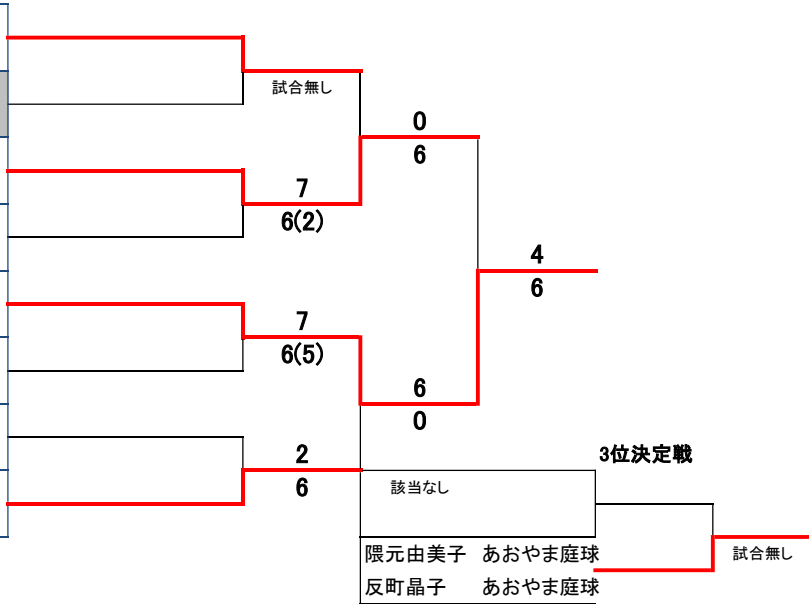 試合無し
0
6
7
6(2)
4
6
7
6(5)
6
0
2
6
3位決定戦
該当なし
隈元由美子 あおやま庭球
反町晶子 あおやま庭球
試合無し